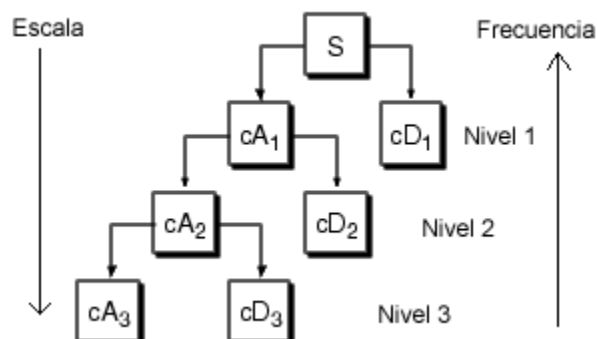 Escala
Frecuencia
S
cA1
cD1
Nivel 1
cA2
cD2
Nivel 2
cA3
cD3
Nivel 3